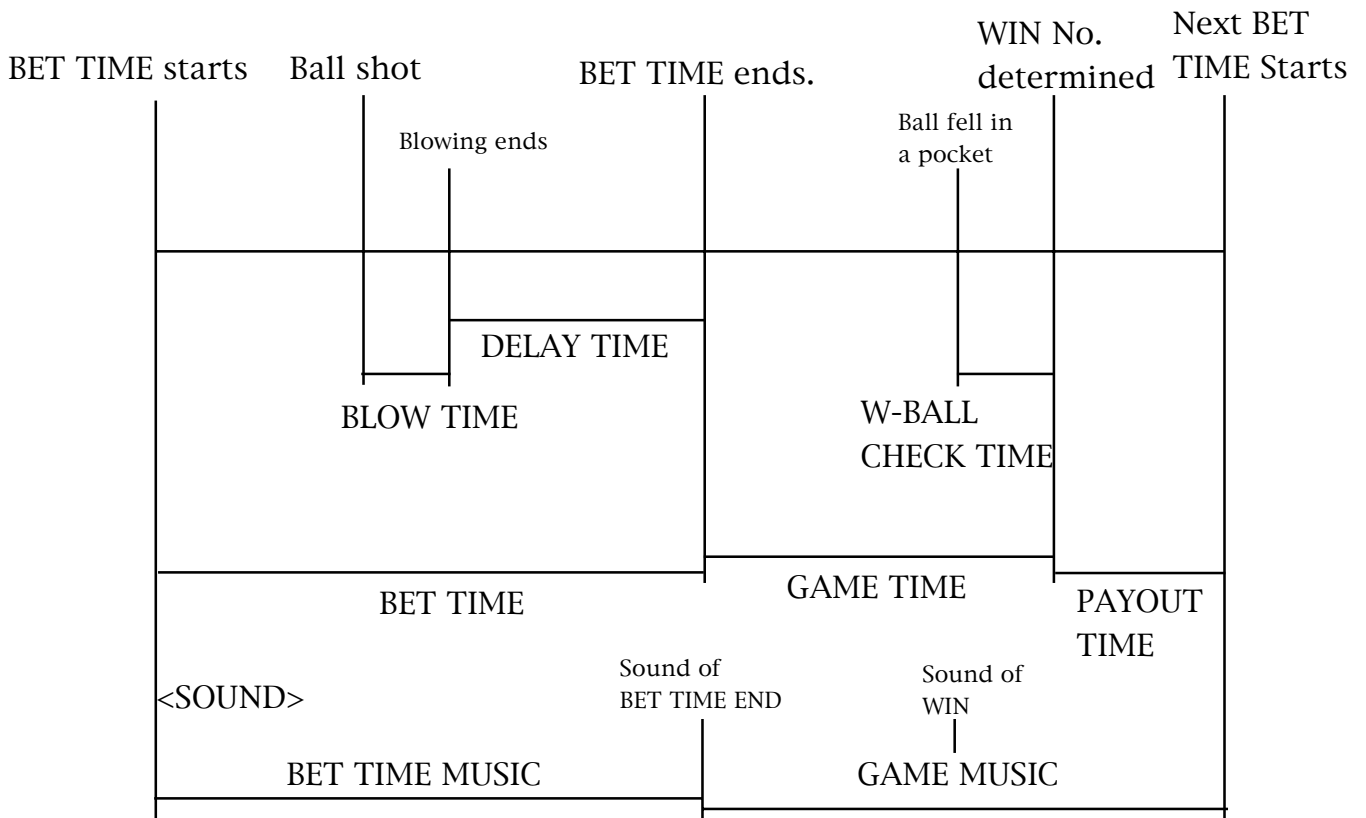 BET TIME starts
Ball shot
BET TIME ends.
WIN No.
determined
Next BET
TIME Starts
Blowing ends
Ball fell in
a pocket
DELAY TIME
BLOW TIME
W-BALL
CHECK TIME
BET TIME
GAME TIME
PAYOUT
TIME
<SOUND>
Sound of
BET TIME END
Sound of
WIN
BET TIME MUSIC
GAME MUSIC